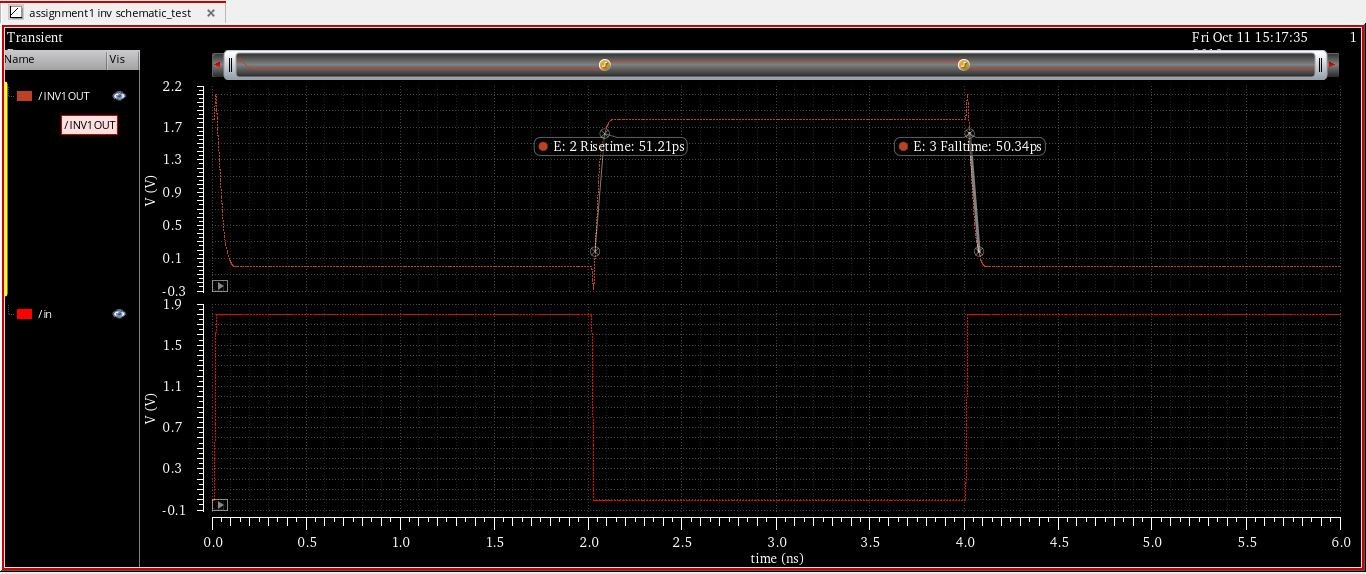 assignment1 inv schematic_test
Transient
Fri Oct 11 15:17:35
1
Name Vis
/INV1OUT
/INV1OUT
2.2
1.7
1.3
0.9
0.5
0.1
-0.3
V (V)
E: 2 Risetime: 51.21ps
E: 3 Falltime: 50.34ps
/in
1.9
1.5
1.1
0.7
0.3
-0.1
V (V)
0.0 0.5 1.0 1.5 2.0 2.5 3.0 3.5 4.0 4.5 5.0 5.5 6.0
time (ns)